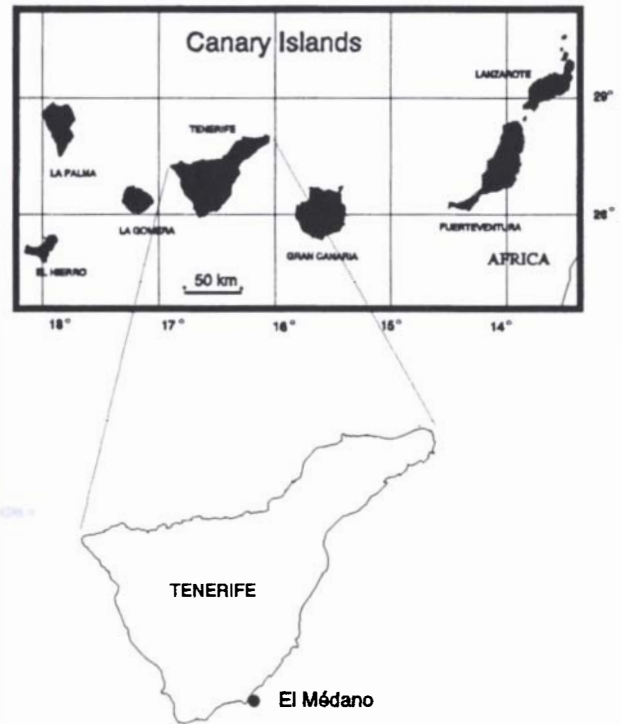 Canary Islands
LANZAROTE
29°
TENERIFE
LA PALMA
LA GOMERA
28°
FUERTEVENTURA
GRAN CANARIA
AFRICA
EL HIERRO
50 km
18°
17°
16°
15°
14°
TENERIFE
El Médano